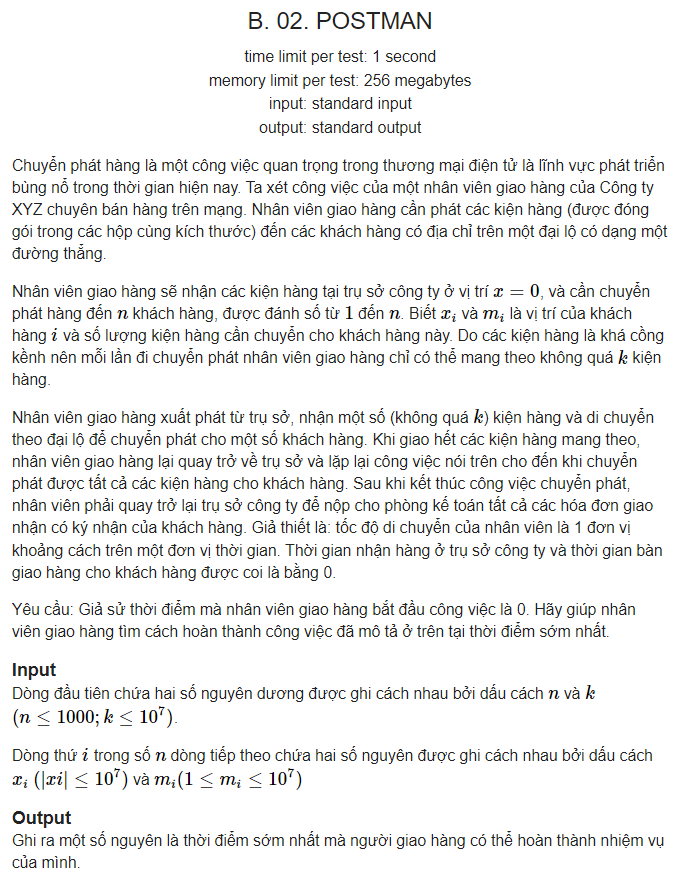 B. 02. POSTMAN
time limit per test: 1 second
memory limit per test: 256 megabytes
input: standard input
output: standard output
Chuyển phát hàng là một công việc quan trọng trong thương mại điện tử là lĩnh vực phát triển
bùng nổ trong thời gian hiện nay. Ta xét công việc của một nhân viên giao hàng của Công ty
XYZ chuyên bán hàng trên mạng. Nhân viên giao hàng cần phát các kiện hàng (được đóng
gói trong các hộp cùng kích thước) đến các khách hàng có địa chỉ trên một đại lộ có dạng một
đường thẳng.
Nhân viên giao hàng sẽ nhận các kiện hàng tại trụ sở công ty ở vị trí x = 0, và cần chuyển
phát hàng đến n khách hàng, được đánh số từ 1 đến n. Biết x_i và m_i là vị trí của khách
hàng i và số lượng kiện hàng cần chuyển cho khách hàng này. Do các kiện hàng là khá cồng
kềnh nên mỗi lần đi chuyển phát nhân viên giao hàng chỉ có thể mang theo không quá k kiện
hàng.
Nhân viên giao hàng xuất phát từ trụ sở, nhận một số (không quá k) kiện hàng và di chuyển
theo đại lộ để chuyển phát cho một số khách hàng. Khi giao hết các kiện hàng mang theo,
nhân viên giao hàng lại quay trở về trụ sở và lặp lại công việc nói trên cho đến khi chuyển
phát được tất cả các kiện hàng cho khách hàng. Sau khi kết thúc công việc chuyển phát,
nhân viên phải quay trở lại trụ sở công ty để nộp cho phòng kế toán tất cả các hóa đơn giao
nhận có ký nhận của khách hàng. Giả thiết là: tốc độ di chuyển của nhân viên là 1 đơn vị
khoảng cách trên một đơn vị thời gian. Thời gian nhận hàng ở trụ sở công ty và thời gian bàn
giao hàng cho khách hàng được coi là bằng 0.
Yêu cầu: Giả sử thời điểm mà nhân viên giao hàng bắt đầu công việc là 0. Hãy giúp nhân
viên giao hàng tìm cách hoàn thành công việc đã mô tả ở trên tại thời điểm sớm nhất.
Input
Dòng đầu tiên chứa hai số nguyên dương được ghi cách nhau bởi dấu cách n và k
(n ≤ 1000; k ≤ 10^7).
Dòng thứ i trong số n dòng tiếp theo chứa hai số nguyên được ghi cách nhau bởi dấu cách
x_i (|xi| ≤ 10^7) và m_i(1 ≤ m_i ≤ 10^7)
Output
Ghi ra một số nguyên là thời điểm sớm nhất mà người giao hàng có thể hoàn thành nhiệm vụ
của mình.